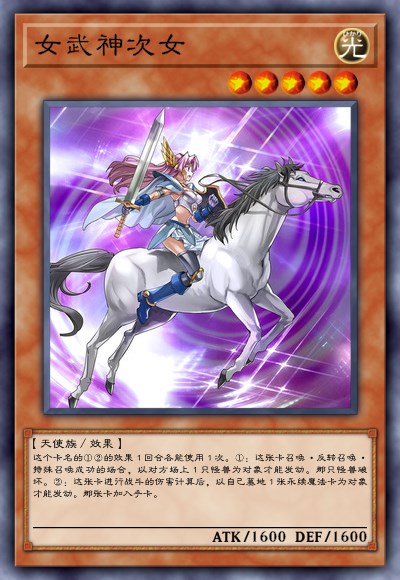 女武神次女
光
【天使族／效果】
这个卡名的①②的效果1回合各能使用1次。①：这张卡召唤·反转召唤·
特殊召唤成功的场合，以对方场上1只怪兽为对象才能发动。那只怪兽破
坏。②：这张卡进行战斗的伤害计算后，以自己墓地1张永续魔法卡为对象
才能发动。那张卡加入手卡。
ATK/1600 DEF/1600